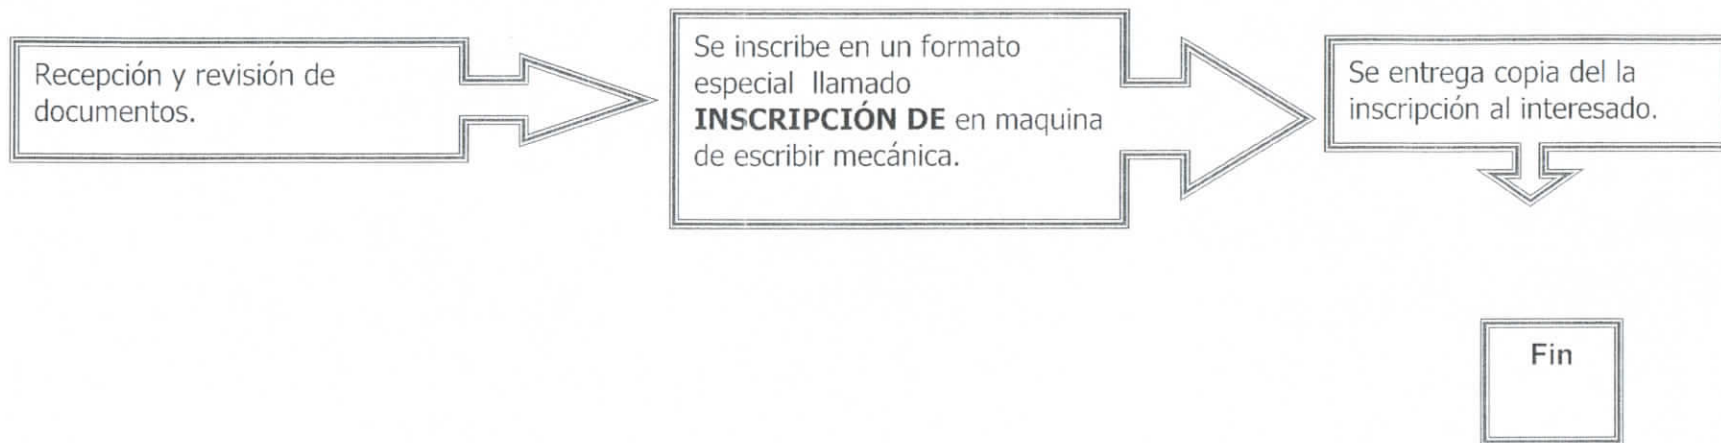 Recepción y revisión de
documentos.
Se inscribe en un formato
especial llamado
INSCRIPCIÓN DE en maquina
de escribir mecánica.
Se entrega copia del la
inscripción al interesado.
Fin